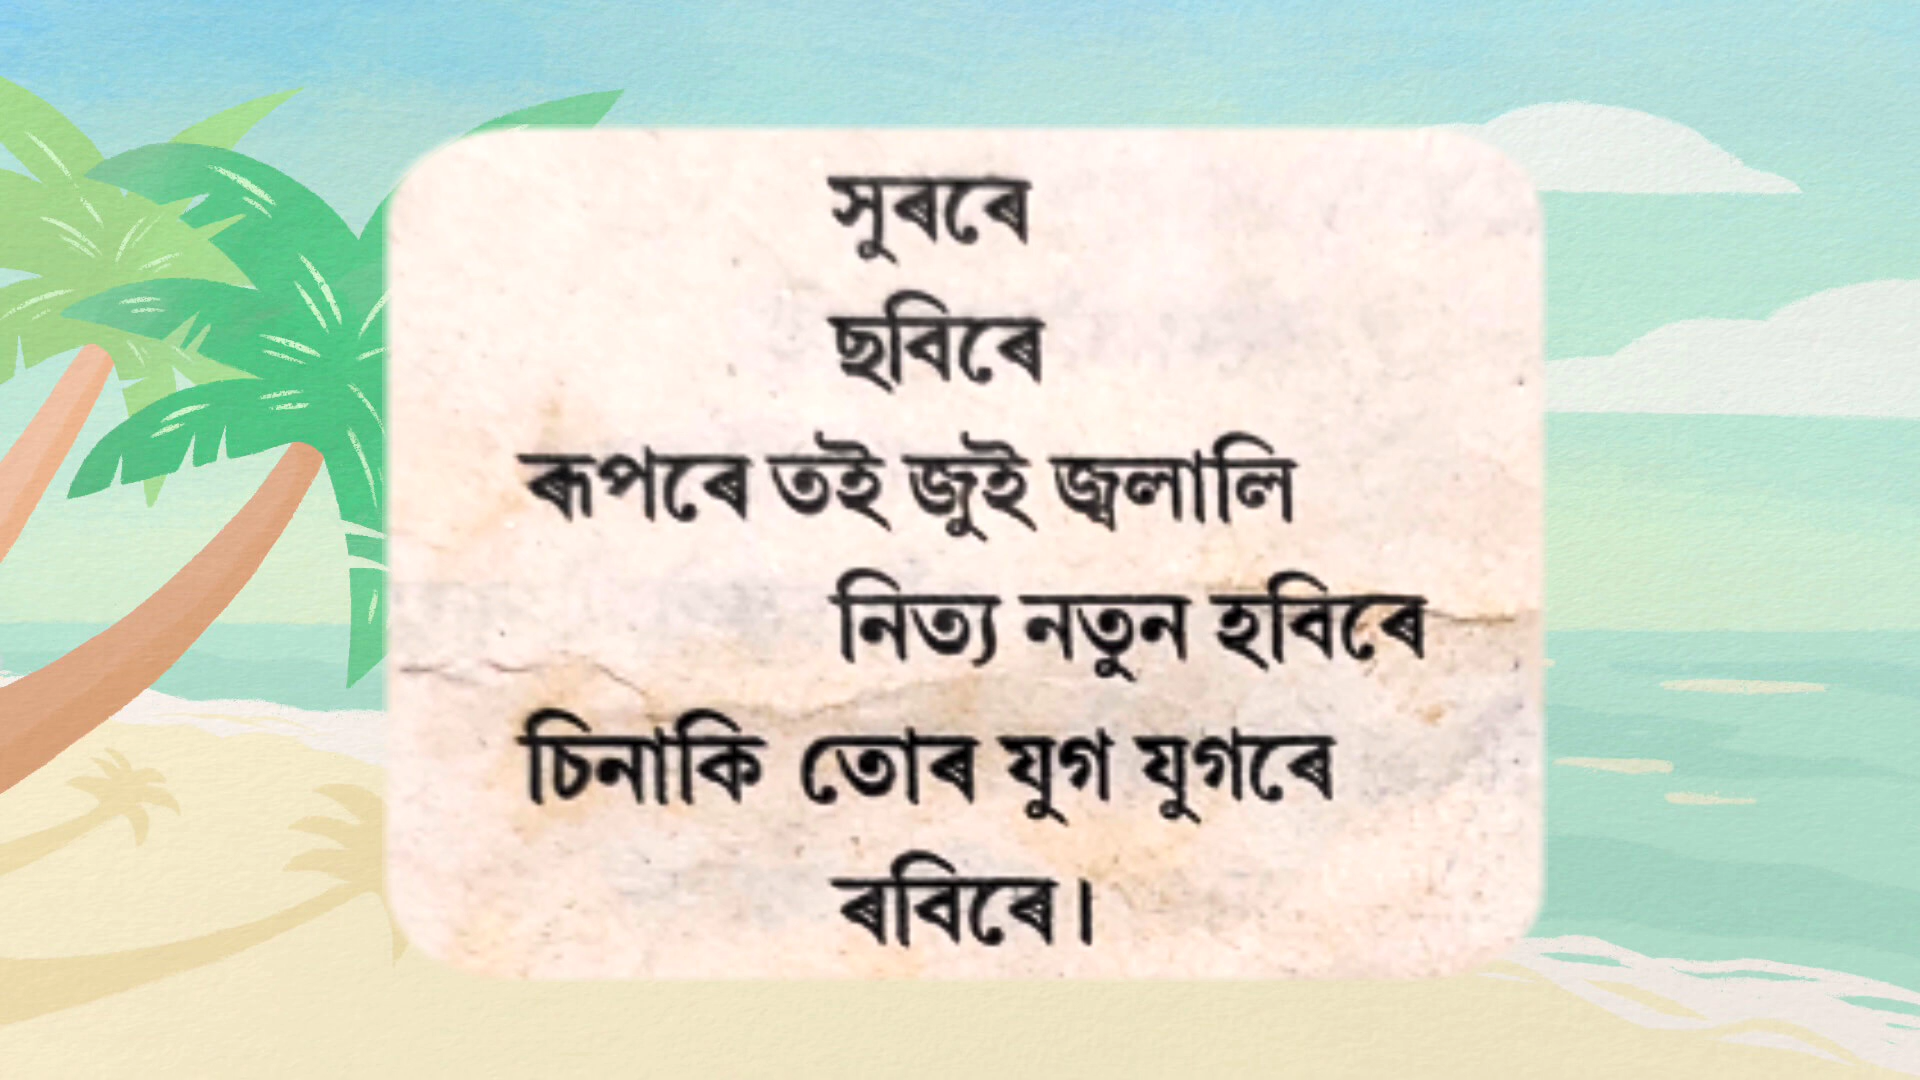 সুৰৰে
ছবিৰে
ৰূপৰে তই জুই জ্বলালি
নিত্য নতুন হবিৰে
চিনাকি তোৰ যুগ যুগৰে
ৰবিৰে।